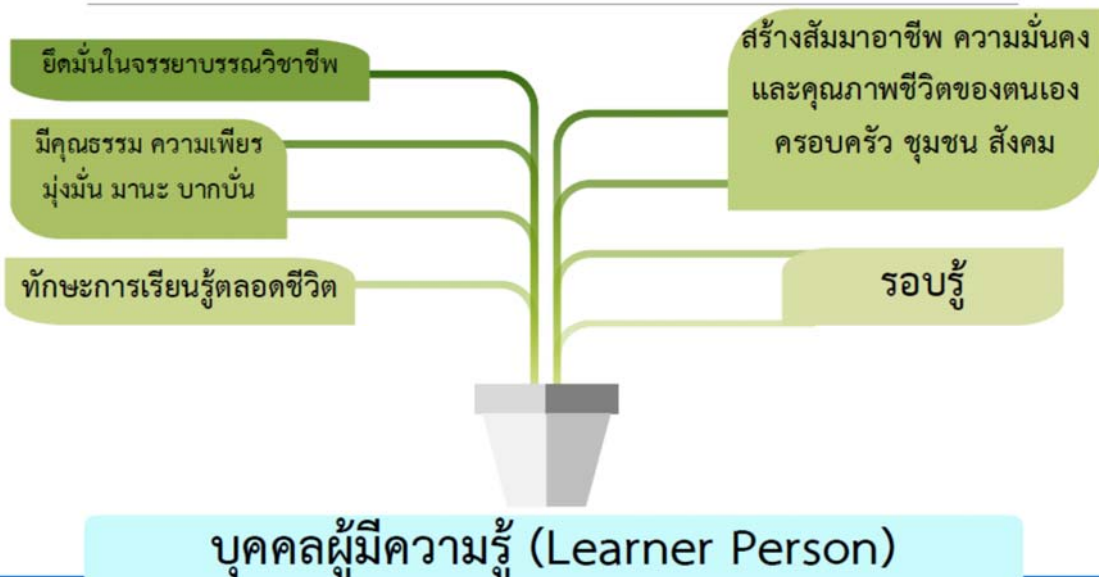 ยึดมั่นในจรรยาบรรณวิชาชีพ
มีคุณธรรม ความเพียร
มุ่งมั่น มานะ บากบั่น
ทักษะการเรียนรู้ตลอดชีวิต
สร้างสัมมาอาชีพ ความมั่นคง
และคุณภาพชีวิตของตนเอง
ครอบครัว ชุมชน สังคม
รอบรู้
บุคคลผู้มีความรู้ (Learner Person)